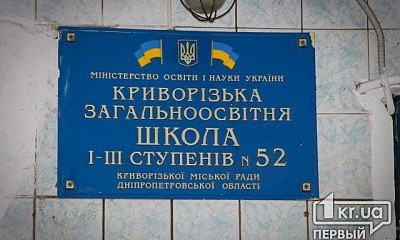 МІНІСТЕРСТВО ОСВІТИ І НАУКИ УКРАЇНИ
КРИВОРІЗЬКА
ЗАГАЛЬНООСВІТНЯ
ШКОЛА
І-ІІІ СТУПЕНІВ № 52
КРИВОРІЗЬКОЇ МІСЬКОЇ РАДИ
ДНІПРОПЕТРОВСЬКОЇ ОБЛАСТІ
1kr.ua
ПЕРВЫЙ